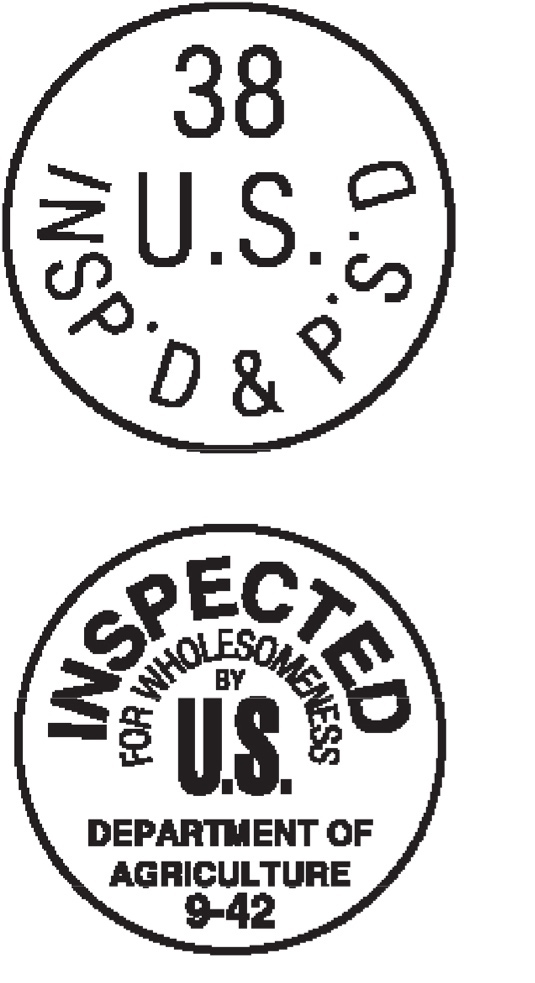 38
U.S.
INSP'D & P'S.'D
INSPECTED
FOR WHOLESOMENESS
BY
U.S.
DEPARTMENT OF
AGRICULTURE
9-42